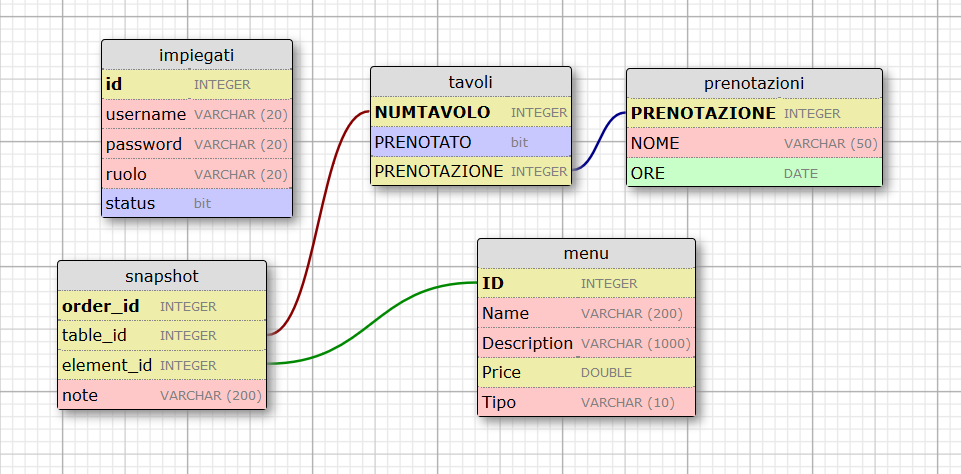 impiegati
id INTEGER
username VARCHAR (20)
password VARCHAR (20)
ruolo VARCHAR (20)
status bit
tavoli
NUMTAVOLO INTEGER
PRENOTATO bit
PRENOTAZIONE INTEGER
prenotazioni
PRENOTAZIONE INTEGER
NOME VARCHAR (50)
ORE DATE
snapshot
order_id INTEGER
table_id INTEGER
element_id INTEGER
note VARCHAR (200)
menu
ID INTEGER
Name VARCHAR (200)
Description VARCHAR (1000)
Price DOUBLE
Tipo VARCHAR (10)